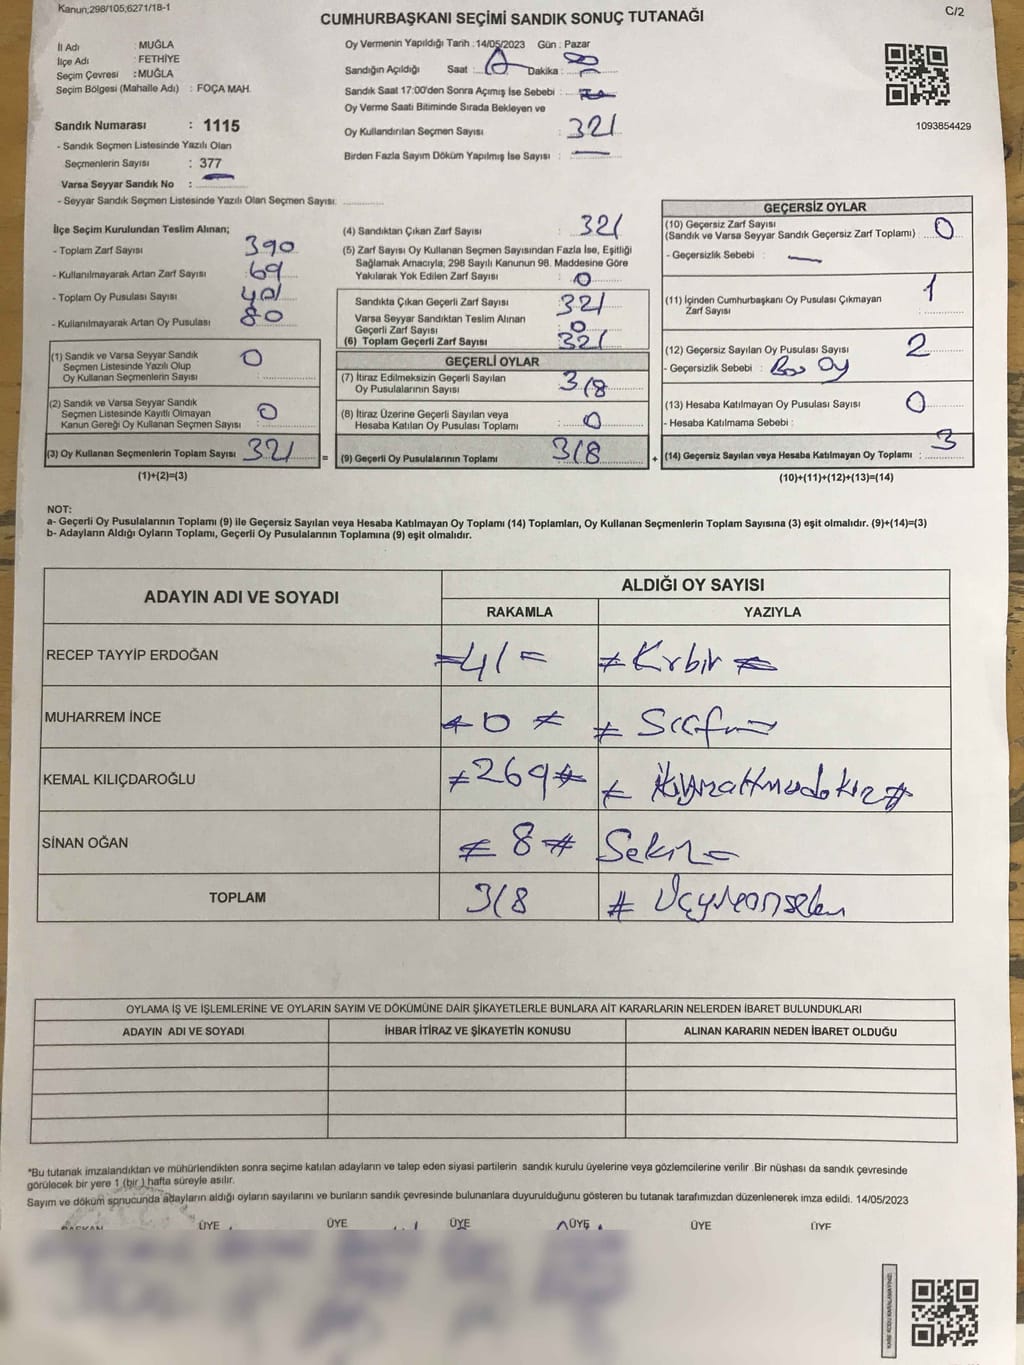 Kanun;298/105;6271/18-1
CUMHURBAŞKANI SEÇİMİ SANDIK SONUÇ TUTANAĞI
C/2
İl Adı : MUĞLA
İlçe Adı : FETHİYE
Seçim Çevresi : MUĞLA
Seçim Bölgesi (Mahalle Adı) : FOÇA MAH.
Sandık Numarası : 1115
- Sandık Seçmen Listesinde Yazılı Olan
Seçmenlerin Sayısı : 377
Varsa Seyyar Sandık No :
- Seyyar Sandık Seçmen Listesinde Yazılı Olan Seçmen Sayısı:
Oy Vermenin Yapıldığı Tarih : 14/05/2023 Gün : Pazar
Sandığın Açıldığı Saat : Dakika :
Sandık Saat 17:00'den Sonra Açımış İse Sebebi :
Oy Verme Saati Bitiminde Sırada Bekleyen ve
Oy Kullandırılan Seçmen Sayısı : 321
Birden Fazla Sayım Döküm Yapılmış İse Sayısı : —
1093854429
İlçe Seçim Kurulundan Teslim Alınan;
- Toplam Zarf Sayısı 390
- Kullanılmayarak Artan Zarf Sayısı 69
- Toplam Oy Pusulası Sayısı 401
- Kullanılmayarak Artan Oy Pusulası 80
(1) Sandık ve Varsa Seyyar Sandık
Seçmen Listesinde Yazılı Olup
Oy Kullanan Seçmenlerin Sayısı : 0
(2) Sandık ve Varsa Seyyar Sandık
Seçmen Listesinde Kayıtlı Olmayan
Kanun Gereği Oy Kullanan Seçmen Sayısı : 0
(3) Oy Kullanan Seçmenlerin Toplam Sayısı 321 =
(1)+(2)=(3)
(4) Sandıktan Çıkan Zarf Sayısı : 321
(5) Zarf Sayısı Oy Kullanan Seçmen Sayısından Fazla İse, Eşitliği
Sağlamak Amacıyla; 298 Sayılı Kanunun 98. Maddesine Göre
Yakılarak Yok Edilen Zarf Sayısı : 0
Sandıkta Çıkan Geçerli Zarf Sayısı : 321
Varsa Seyyar Sandıktan Teslim Alınan
Geçerli Zarf Sayısı : 0
(6) Toplam Geçerli Zarf Sayısı : 321
GEÇERLİ OYLAR
(7) İtiraz Edilmeksizin Geçerli Sayılan
Oy Pusulalarının Sayısı : 318
(8) İtiraz Üzerine Geçerli Sayılan veya
Hesaba Katılan Oy Pusulası Toplamı : 0
(9) Geçerli Oy Pusulalarının Toplamı 318 +
GEÇERSİZ OYLAR
(10) Geçersiz Zarf Sayısı
(Sandık ve Varsa Seyyar Sandık Geçersiz Zarf Toplamı) : 0
- Geçersizlik Sebebi : —
(11) İçinden Cumhurbaşkanı Oy Pusulası Çıkmayan
Zarf Sayısı : 1
(12) Geçersiz Sayılan Oy Pusulası Sayısı : 2
- Geçersizlik Sebebi : Boş Oy
(13) Hesaba Katılmayan Oy Pusulası Sayısı : 0
- Hesaba Katılmama Sebebi :
(14) Geçersiz Sayılan veya Hesaba Katılmayan Oy Toplamı : 3
(10)+(11)+(12)+(13)=(14)
NOT:
a- Geçerli Oy Pusulalarının Toplamı (9) ile Geçersiz Sayılan veya Hesaba Katılmayan Oy Toplamı (14) Toplamları, Oy Kullanan Seçmenlerin Toplam Sayısına (3) eşit olmalıdır. (9)+(14)=(3)
b- Adayların Aldığı Oyların Toplamı, Geçerli Oy Pusulalarının Toplamına (9) eşit olmalıdır.
ADAYIN ADI VE SOYADI
ALDIĞI OY SAYISI
RAKAMLA YAZIYLA
RECEP TAYYİP ERDOĞAN =41= Kırbir
MUHARREM İNCE 0 Sıfır
KEMAL KILIÇDAROĞLU 269
SİNAN OĞAN 8 Sekiz
TOPLAM 318
OYLAMA İŞ VE İŞLEMLERİNE VE OYLARIN SAYIM VE DÖKÜMÜNE DAİR ŞİKAYETLERLE BUNLARA AİT KARARLARIN NELERDEN İBARET BULUNDUKLARI
ADAYIN ADI VE SOYADI İHBAR İTİRAZ VE ŞİKAYETİN KONUSU ALINAN KARARIN NEDEN İBARET OLDUĞU
*Bu tutanak imzalandıktan ve mühürlendikten sonra seçime katılan adayların ve talep eden siyasi partilerin sandık kurulu üyelerine veya gözlemcilerine verilir .Bir nüshası da sandık çevresinde
görülecek bir yere 1 (bir ) hafta süreyle asılır.
Sayım ve döküm sonucunda adayların aldığı oyların sayılarını ve bunların sandık çevresinde bulunanlara duyurulduğunu gösteren bu tutanak tarafımızdan düzenlenerek imza edildi. 14/05/2023
BAŞKAN ÜYE ÜYE ÜYE ÜYE ÜYE ÜYE